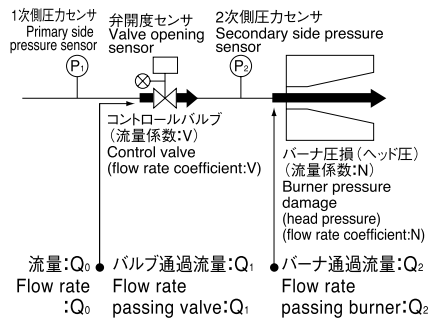 1次側圧力センサ
Primary side
pressure sensor
弁開度センサ
Valve opening
sensor
2次側圧力センサ
Secondary side pressure
sensor
P1
P2
コントロールバルブ
(流量係数:V)
Control valve
(flow rate coefficient:V)
バーナ圧損(ヘッド圧)
(流量係数:N)
Burner pressure
damage
(head pressure)
(flow rate coefficient:N)
流量:Q0
Flow rate
:Q0
バルブ通過流量:Q1
Flow rate
passing valve:Q1
バーナ通過流量:Q2
Flow rate
passing burner:Q2